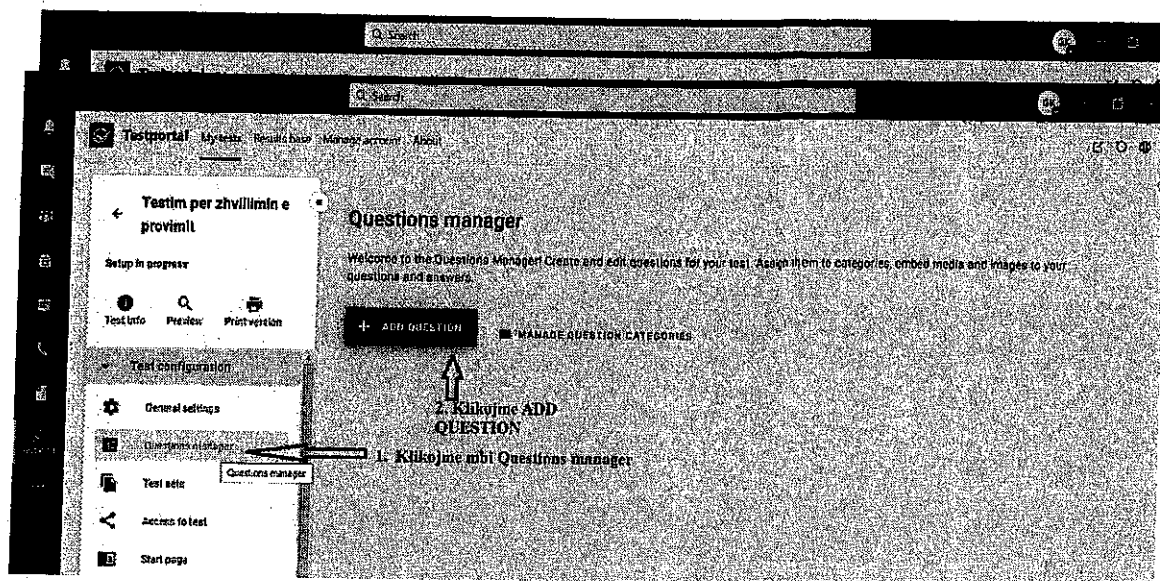 Search
Search
Testportal My tests Results base Manage account About
Testim per zhvillimin e
provimit
Setup in progress
Test info Preview Print version
Test configuration
General settings
Questions manager
Questions manager
Test sets
Access to test
Start page
Questions manager
Welcome to the Questions Manager! Create and edit questions for your test. Assign them to categories, embed media and images to your
questions and answers.
+ ADD QUESTION
MANAGE QUESTION CATEGORIES
2. Klikojme ADD
QUESTION
1. Klikojme mbi Questions manager